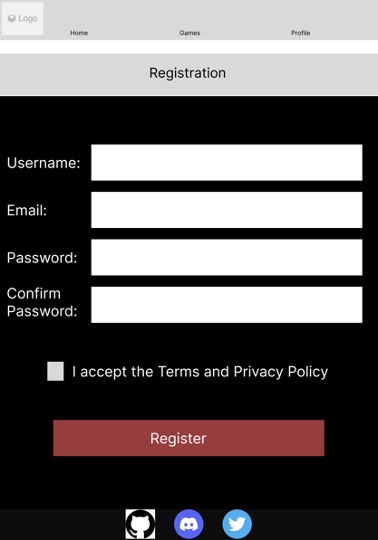 Logo
Home Games Profile
Registration
Username:
Email:
Password:
Confirm
Password:
I accept the Terms and Privacy Policy
Register